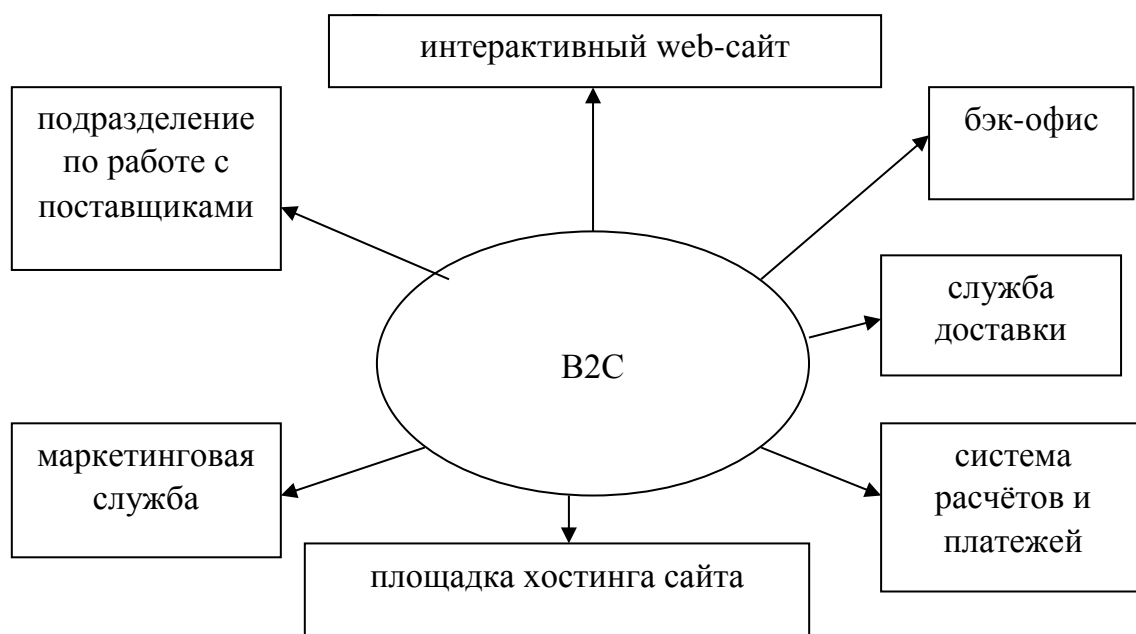 интерактивный web-сайт
подразделение
по работе с
поставщиками
бэк-офис
служба
доставки
B2C
маркетинговая
служба
система
расчётов и
платежей
площадка хостинга сайта